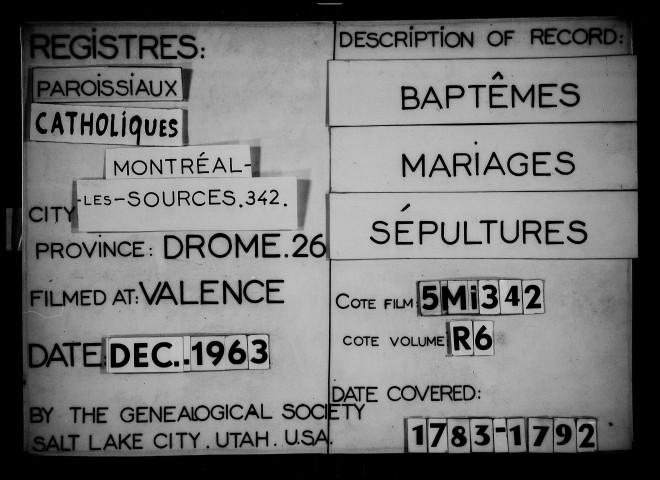 REGISTRES:
PAROISSIAUX
CATHOLIQUES
MONTRÉAL-
CITY -LES-SOURCES.342.
PROVINCE: DROME.26
FILMED AT: VALENCE
DATE: DEC..1963
BY THE GENEALOGICAL SOCIETY
SALT LAKE CITY. UTAH. U.S.A.
DESCRIPTION OF RECORD:
BAPTÊMES
MARIAGES
SÉPULTURES
COTE FILM: 5Mi342
COTE VOLUME R6
DATE COVERED:
1783-1792